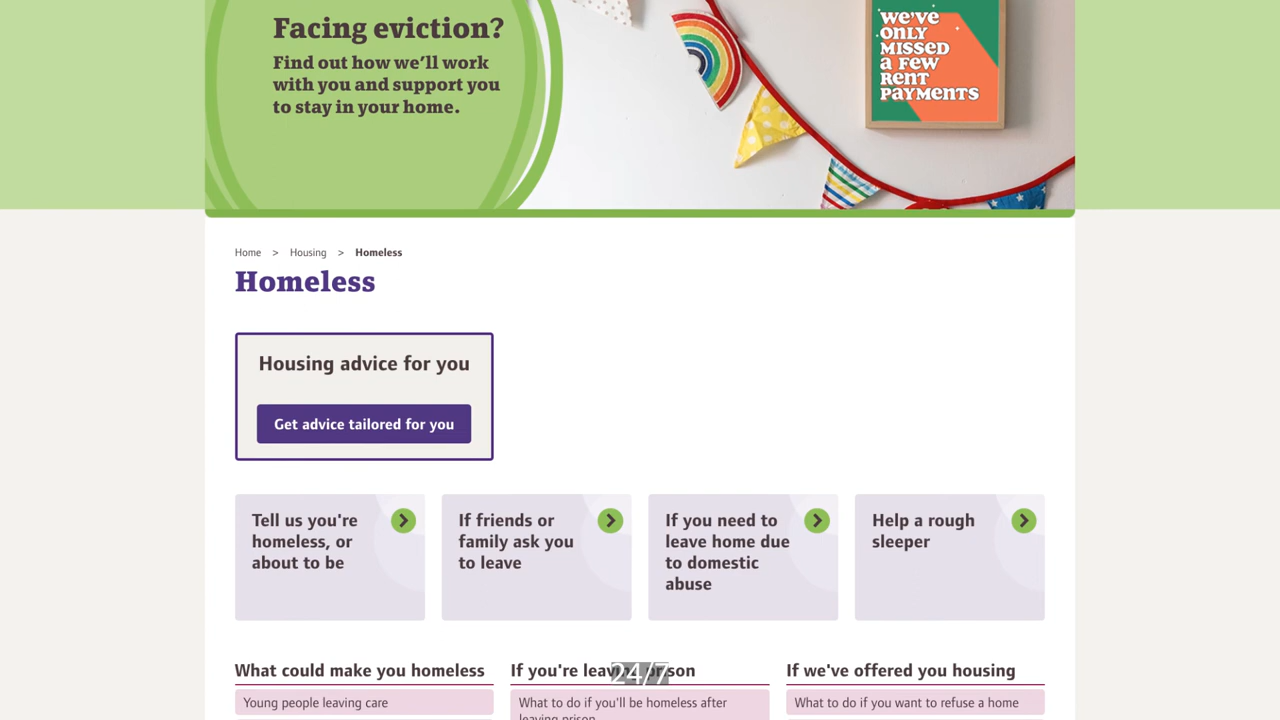 Facing eviction?
Find out how we'll work
with you and support you
to stay in your home.
WE'VE
ONLY
MISSED
A FEW
RENT
PAYMENTS
Home > Housing > Homeless
Homeless
Housing advice for you
Get advice tailored for you
Tell us you're
homeless, or
about to be
If friends or
family ask you
to leave
If you need to
leave home due
to domestic
abuse
Help a rough
sleeper
What could make you homeless
Young people leaving care
If you're leaving prison
What to do if you'll be homeless after
leaving prison
If we've offered you housing
What to do if you want to refuse a home
24/7